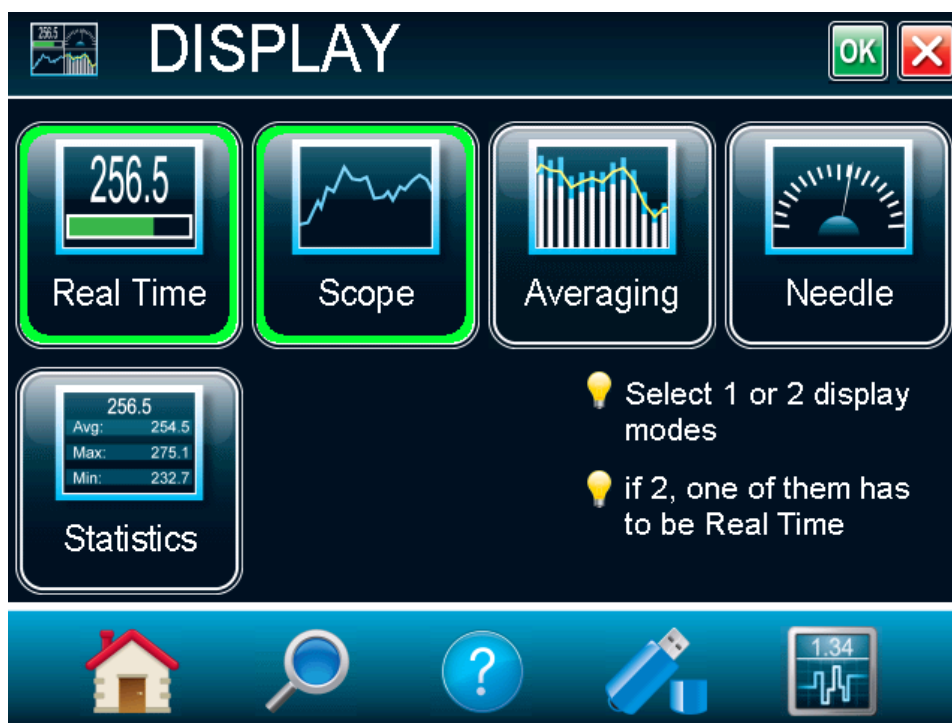 256.5
DISPLAY
OK
256.5
Real Time
Scope
Averaging
Needle
256.5
Avg: 254.5
Max: 275.1
Min: 232.7
Statistics
Select 1 or 2 display
modes
if 2, one of them has
to be Real Time
?
1.34